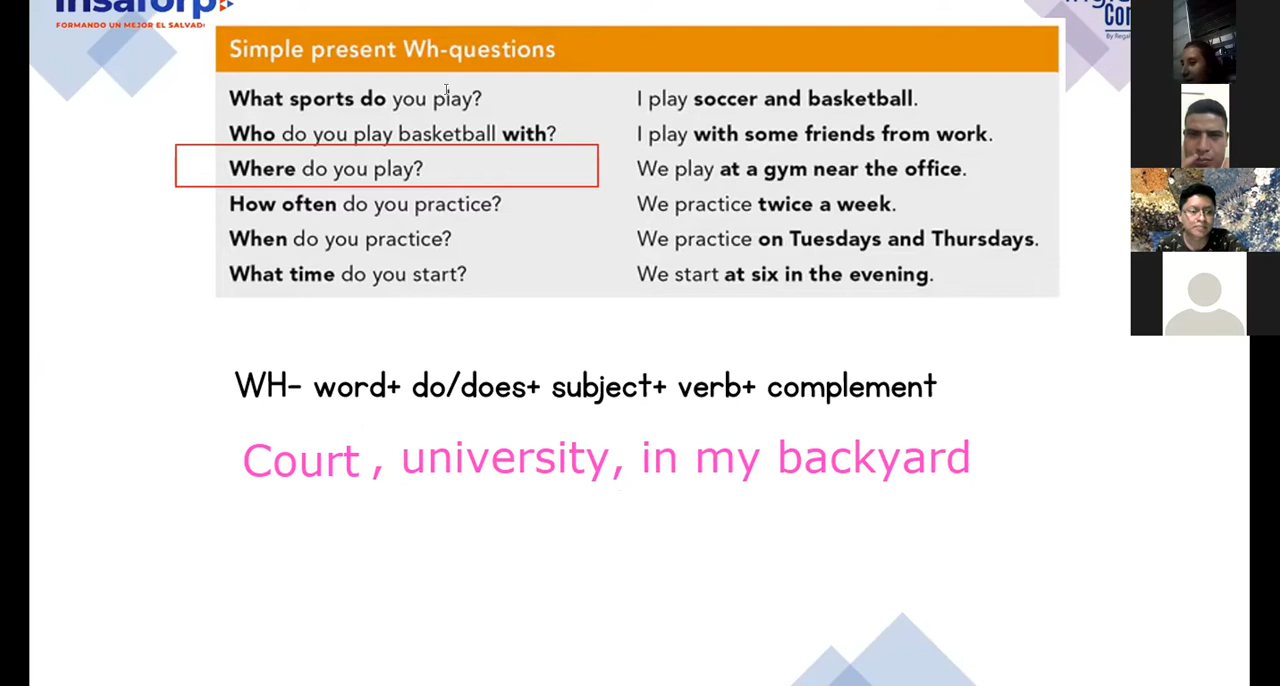 insaforp
FORMANDO UN MEJOR EL SALVADOR
Simple present Wh-questions
What sports do you play? I play soccer and basketball.
Who do you play basketball with? I play with some friends from work.
Where do you play? We play at a gym near the office.
How often do you practice? We practice twice a week.
When do you practice? We practice on Tuesdays and Thursdays.
What time do you start? We start at six in the evening.
WH- word+ do/does+ subject+ verb+ complement
Court , university, in my backyard